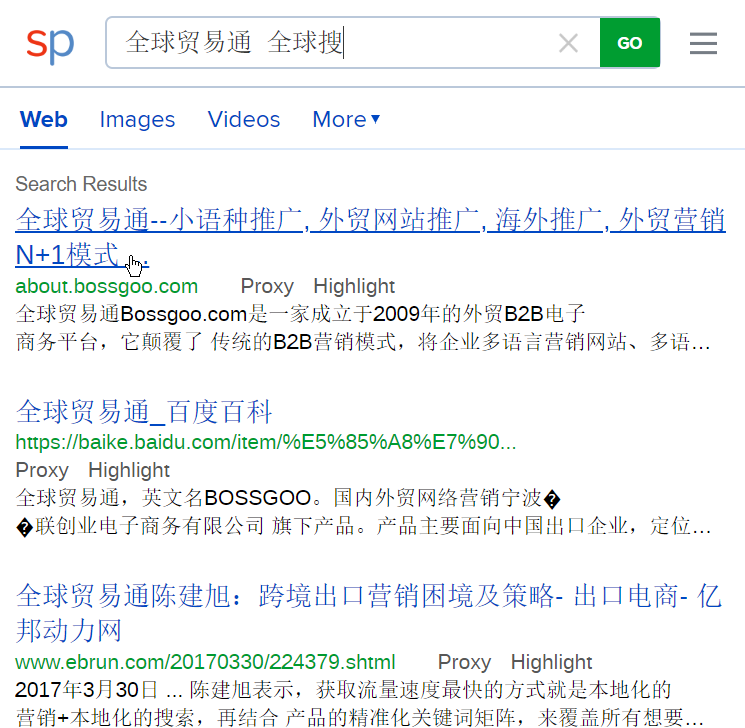 sp
全球贸易通 全球搜
GO
Web Images Videos More
Search Results
全球贸易通--小语种推广, 外贸网站推广, 海外推广, 外贸营销
N+1模式 ...
about.bossgoo.com Proxy Highlight
全球贸易通Bossgoo.com是一家成立于2009年的外贸B2B电子
商务平台，它颠覆了 传统的B2B营销模式，将企业多语言营销网站、多语...
全球贸易通_百度百科
https://baike.baidu.com/item/%E5%85%A8%E7%90...
Proxy Highlight
全球贸易通，英文名BOSSGOO。国内外贸网络营销宁波�
�联创业电子商务有限公司 旗下产品。产品主要面向中国出口企业，定位...
全球贸易通陈建旭：跨境出口营销困境及策略- 出口电商- 亿
邦动力网
www.ebrun.com/20170330/224379.shtml Proxy Highlight
2017年3月30日 ... 陈建旭表示，获取流量速度最快的方式就是本地化的
营销+本地化的搜索，再结合 产品的精准化关键词矩阵，来覆盖所有想要...